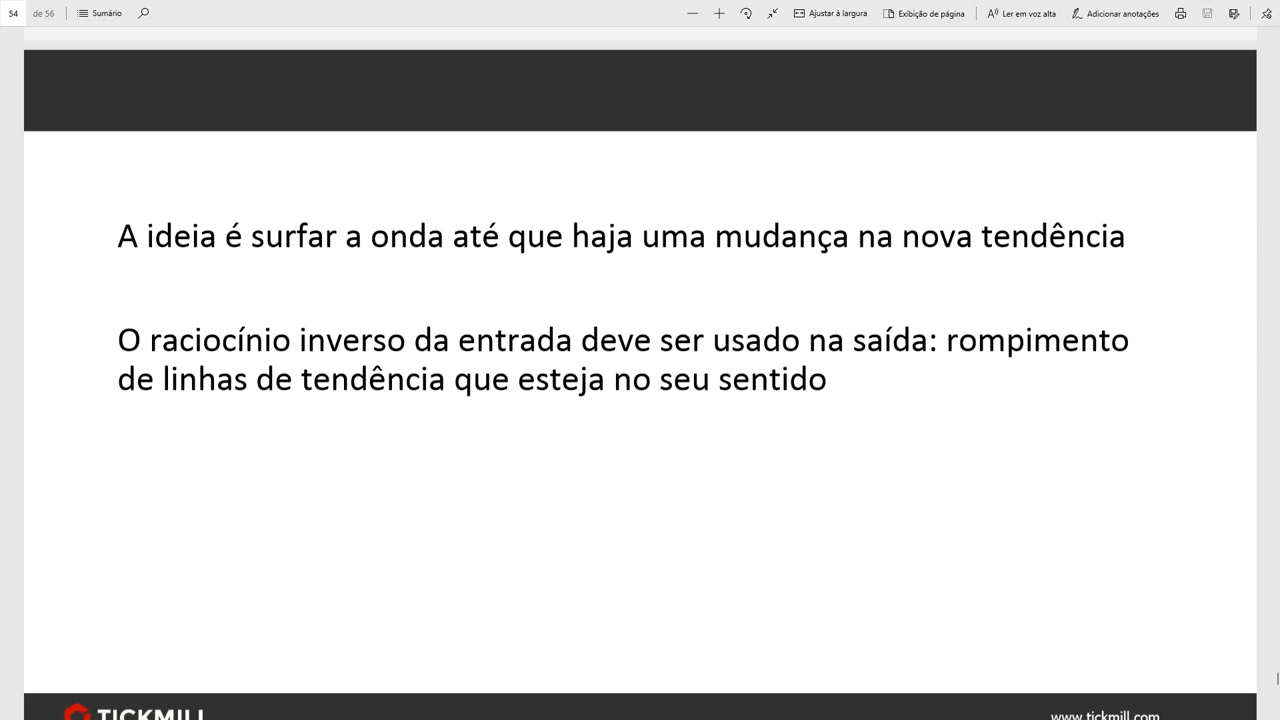 54 de 56 Sumário Ajustar à largura Exibição de página Ler em voz alta Adicionar anotações
A ideia é surfar a onda até que haja uma mudança na nova tendência
O raciocínio inverso da entrada deve ser usado na saída: rompimento
de linhas de tendência que esteja no seu sentido
TICKMILL www.tickmill.com